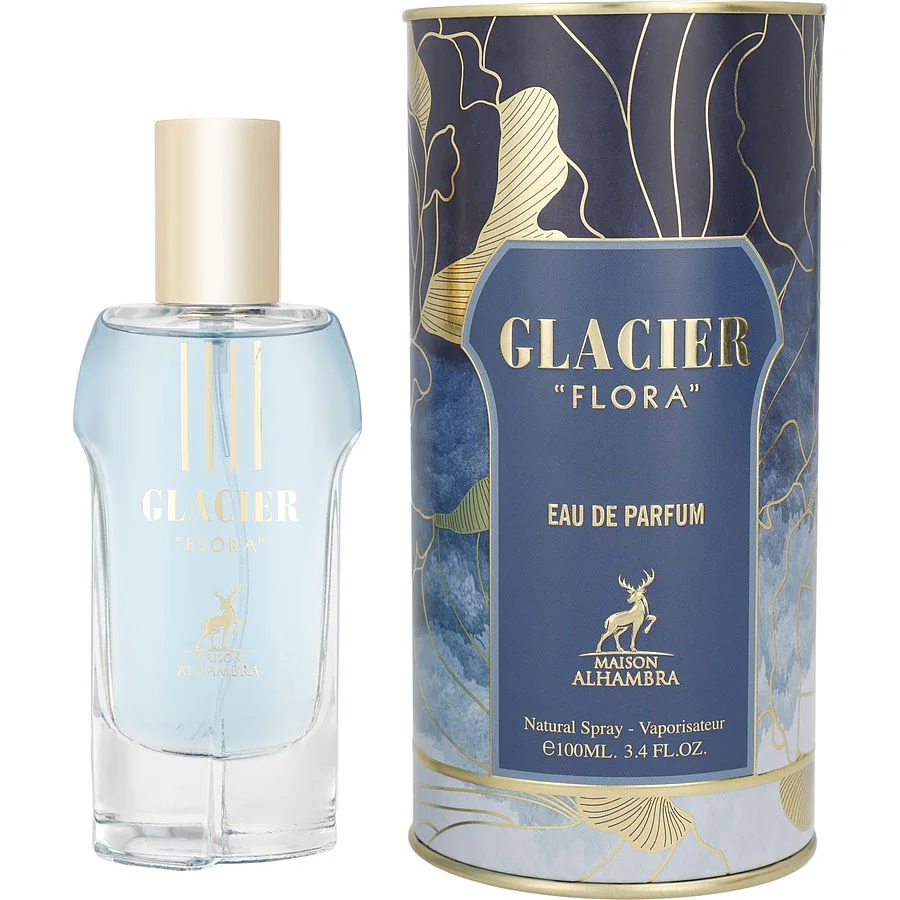 GLACIER
"FLORA"
MAISON
ALHAMBRA
GLACIER
"FLORA"
EAU DE PARFUM
MAISON
ALHAMBRA
Natural Spray - Vaporisateur
℮100ML. 3.4 FL.OZ.